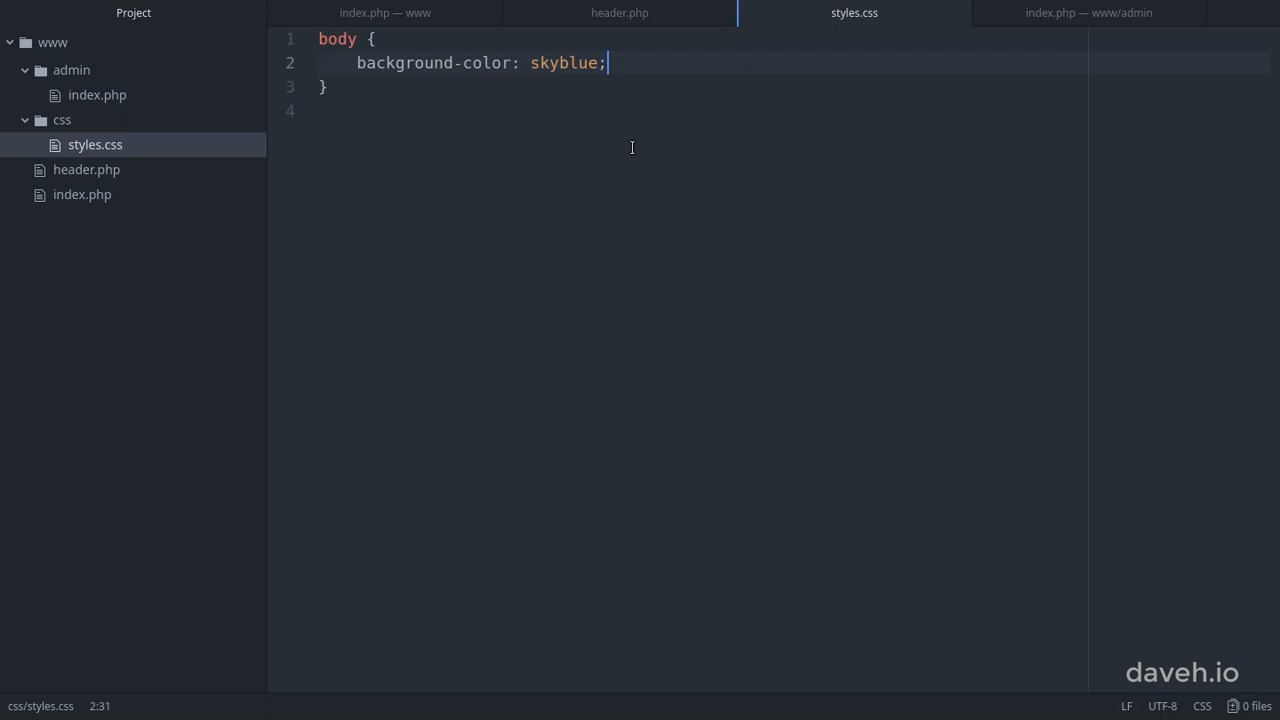 Project
index.php — www
header.php
styles.css
index.php — www/admin
www
admin
index.php
css
styles.css
header.php
index.php
1 body {
2     background-color: skyblue;
3 }
4
daveh.io
css/styles.css 2:31
LF UTF-8 CSS 0 files